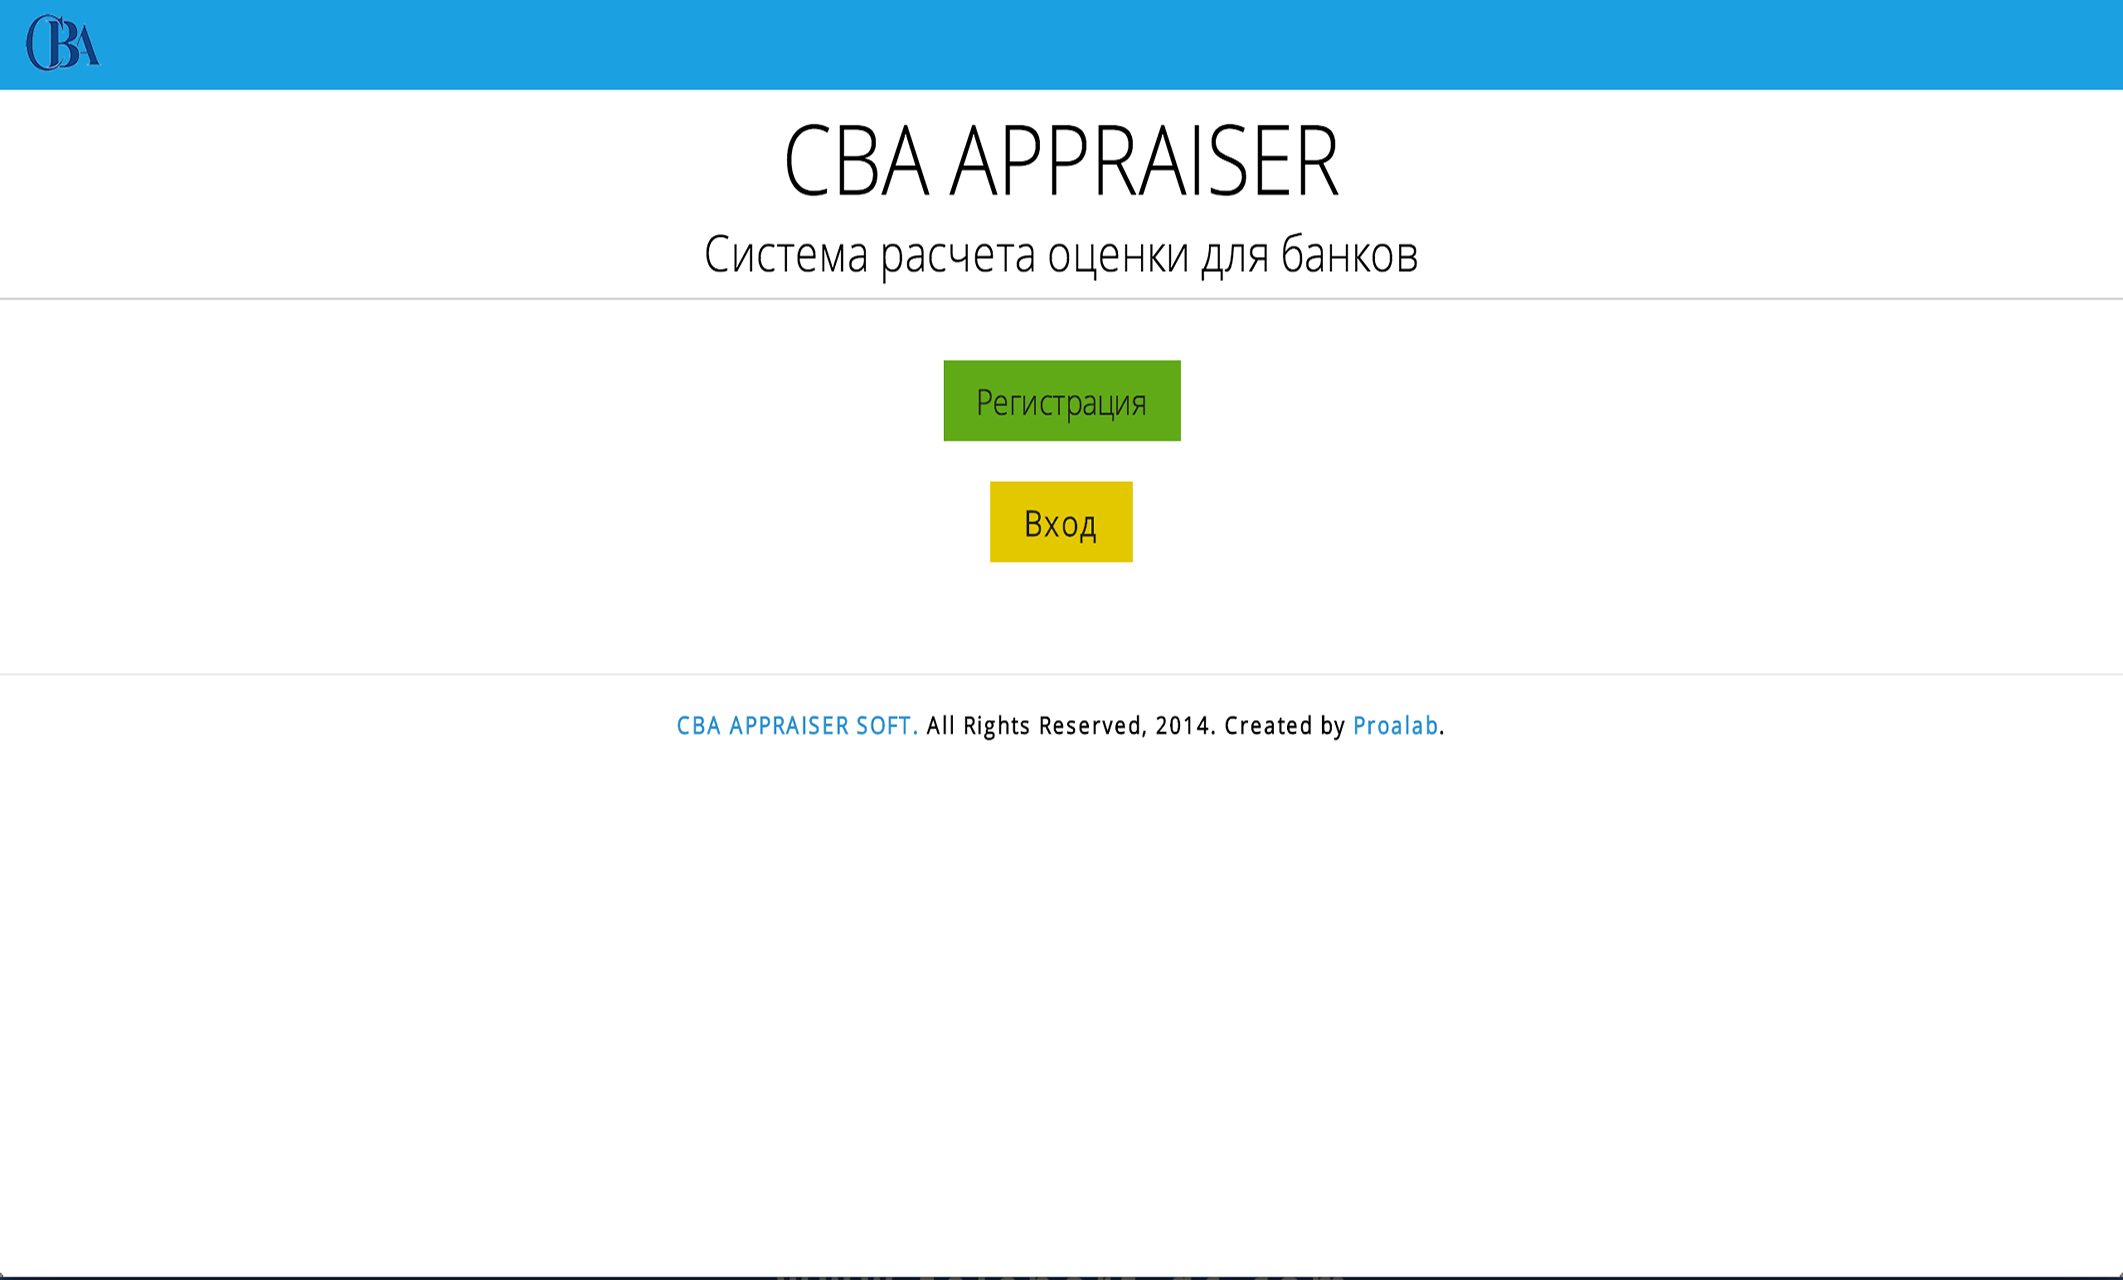 CBA
CBA APPRAISER
Система расчета оценки для банков
Регистрация
Вход
CBA APPRAISER SOFT. All Rights Reserved, 2014. Created by Proalab.